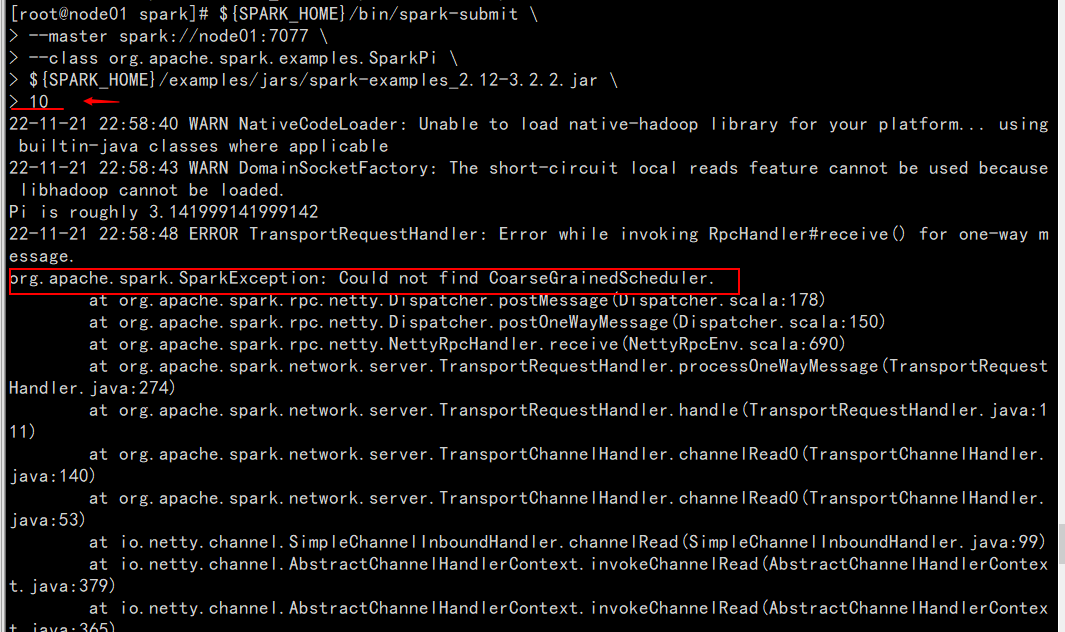 [root@node01 spark]# ${SPARK_HOME}/bin/spark-submit \
> --master spark://node01:7077 \
> --class org.apache.spark.examples.SparkPi \
> ${SPARK_HOME}/examples/jars/spark-examples_2.12-3.2.2.jar \
> 10
22-11-21 22:58:40 WARN NativeCodeLoader: Unable to load native-hadoop library for your platform... using
 builtin-java classes where applicable
22-11-21 22:58:43 WARN DomainSocketFactory: The short-circuit local reads feature cannot be used because
 libhadoop cannot be loaded.
Pi is roughly 3.141999141999142
22-11-21 22:58:48 ERROR TransportRequestHandler: Error while invoking RpcHandler#receive() for one-way m
essage.
org.apache.spark.SparkException: Could not find CoarseGrainedScheduler.
        at org.apache.spark.rpc.netty.Dispatcher.postMessage(Dispatcher.scala:178)
        at org.apache.spark.rpc.netty.Dispatcher.postOneWayMessage(Dispatcher.scala:150)
        at org.apache.spark.rpc.netty.NettyRpcHandler.receive(NettyRpcEnv.scala:690)
        at org.apache.spark.network.server.TransportRequestHandler.processOneWayMessage(TransportRequest
Handler.java:274)
        at org.apache.spark.network.server.TransportRequestHandler.handle(TransportRequestHandler.java:1
11)
        at org.apache.spark.network.server.TransportChannelHandler.channelRead0(TransportChannelHandler.
java:140)
        at org.apache.spark.network.server.TransportChannelHandler.channelRead0(TransportChannelHandler.
java:53)
        at io.netty.channel.SimpleChannelInboundHandler.channelRead(SimpleChannelInboundHandler.java:99)
        at io.netty.channel.AbstractChannelHandlerContext.invokeChannelRead(AbstractChannelHandlerContex
t.java:379)
        at io.netty.channel.AbstractChannelHandlerContext.invokeChannelRead(AbstractChannelHandlerContex
t.java:365)